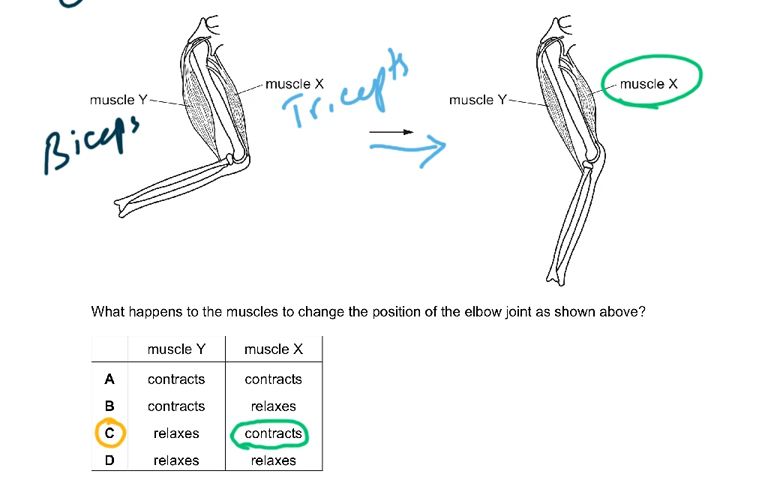 muscle X
muscle Y
Tricepts
Biceps
muscle X
muscle Y
What happens to the muscles to change the position of the elbow joint as shown above?
muscle Y muscle X
A contracts contracts
B contracts relaxes
C relaxes contracts
D relaxes relaxes